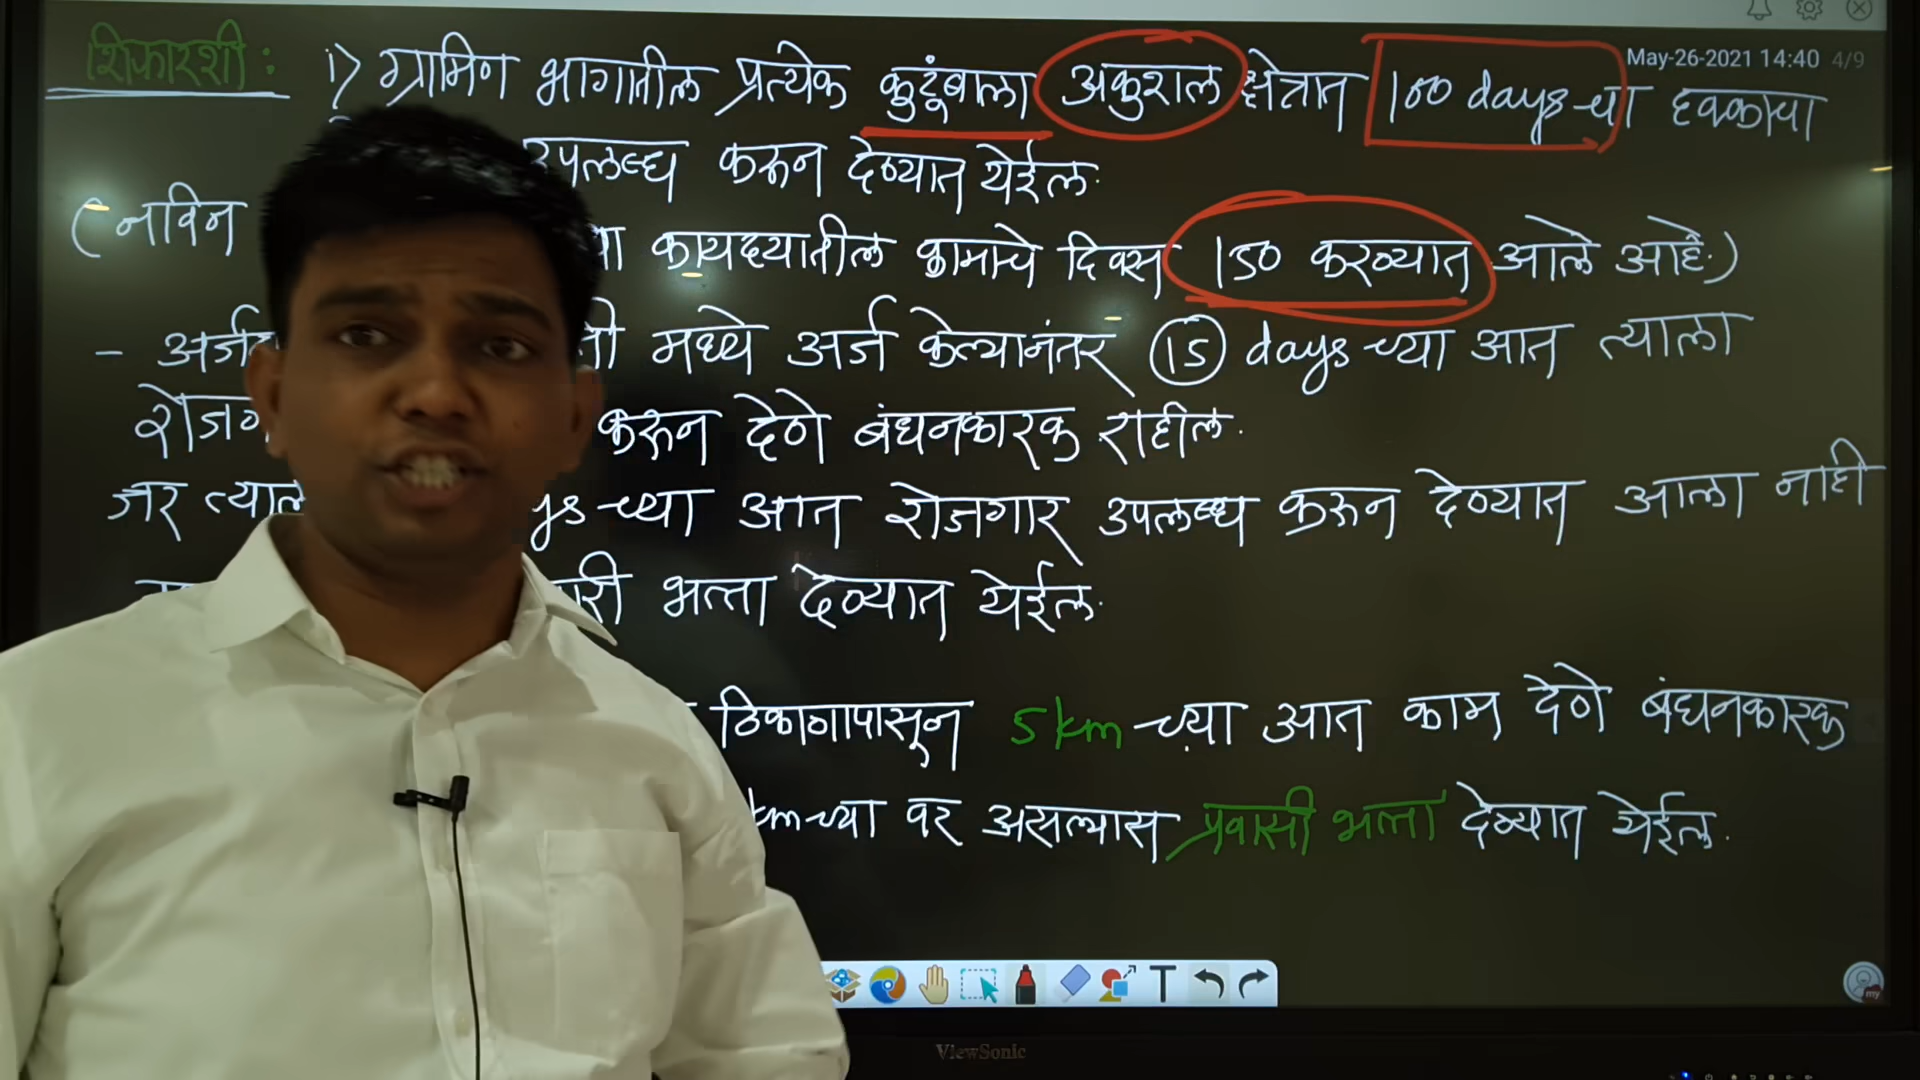 May-26-2021 14:40 4/9
शिफारशी :
1) ग्रामिण भागातील प्रत्येक कुटूंबाला अकुशल क्षेत्रात 100 days-चा हक्काचा
उपलब्ध करून देण्यात येईल.
(नविन कायद्यातील कामाचे दिवस 150 करण्यात आले आहे.)
- मध्ये अर्ज केल्यानंतर 15 days च्या आत त्याला
करून देणे बंधनकारक राहील.
जर च्या आत रोजगार उपलब्ध करून देण्यात आला नाही
भत्ता देण्यात येईल.
ठिकाणापासून 5 km च्या आत काम देणे बंधनकारक
km च्या वर असल्यास प्रवासी भत्ता देण्यात येईल.
T
my
ViewSonic